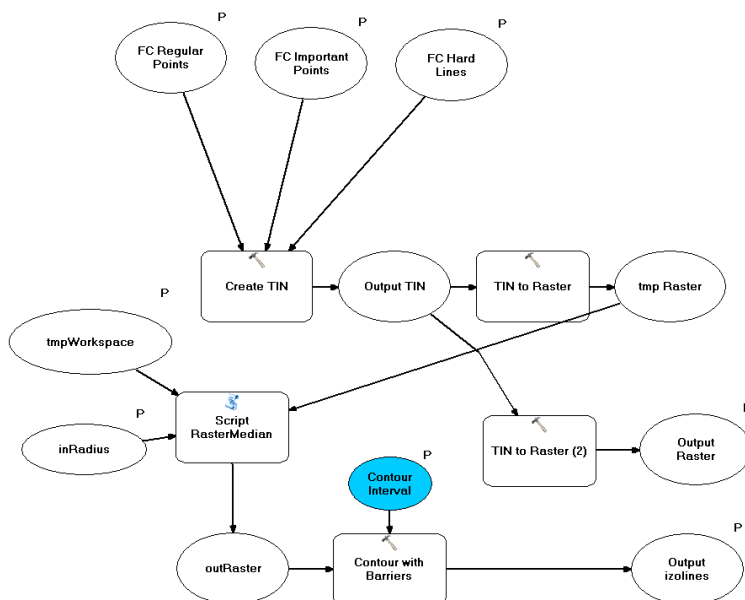 P
P
P
FC Regular
Points
FC Important
Points
FC Hard
Lines
Create TIN
Output TIN
TIN to Raster
tmp Raster
P
tmpWorkspace
P
inRadius
Script
RasterMedian
P
Contour
Interval
TIN to Raster (2)
P
Output
Raster
outRaster
Contour with
Barriers
P
Output
izolines